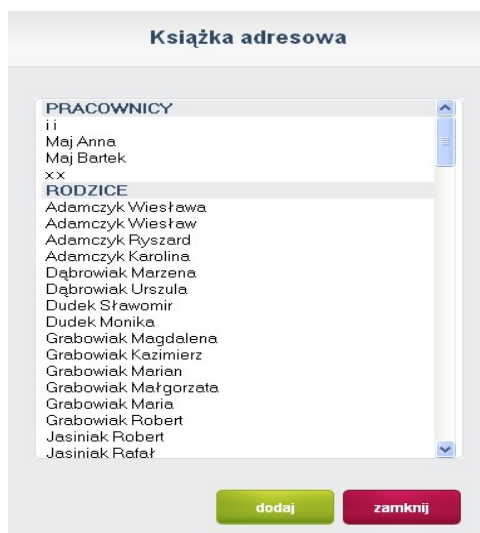 Książka adresowa
PRACOWNICY
i i
Maj Anna
Maj Bartek
x x
RODZICE
Adamczyk Wiesława
Adamczyk Wiesław
Adamczyk Ryszard
Adamczyk Karolina
Dąbrowiak Marzena
Dąbrowiak Urszula
Dudek Sławomir
Dudek Monika
Grabowiak Magdalena
Grabowiak Kazimierz
Grabowiak Marian
Grabowiak Małgorzata
Grabowiak Maria
Grabowiak Robert
Jasiniak Robert
Jasiniak Rafał
dodaj zamknij